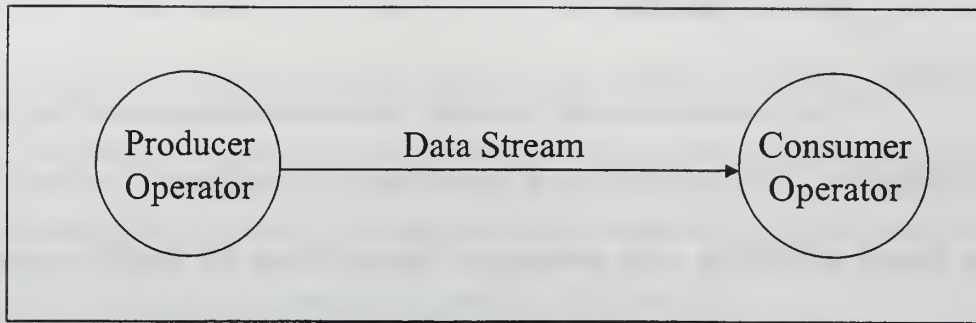 Producer
Operator
Data Stream
Consumer
Operator